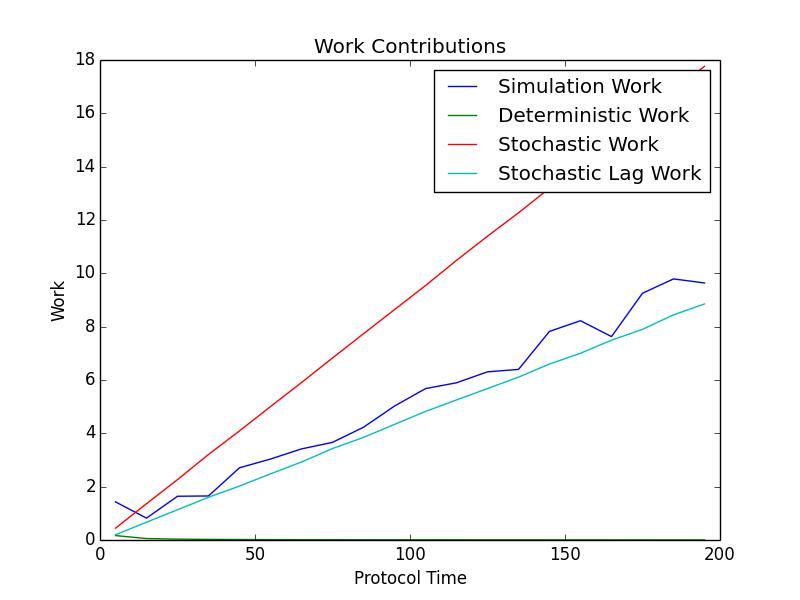 Work Contributions
18
16
14
12
10
8
6
4
2
0
Work
Simulation Work
Deterministic Work
Stochastic Work
Stochastic Lag Work
0 50 100 150 200
Protocol Time